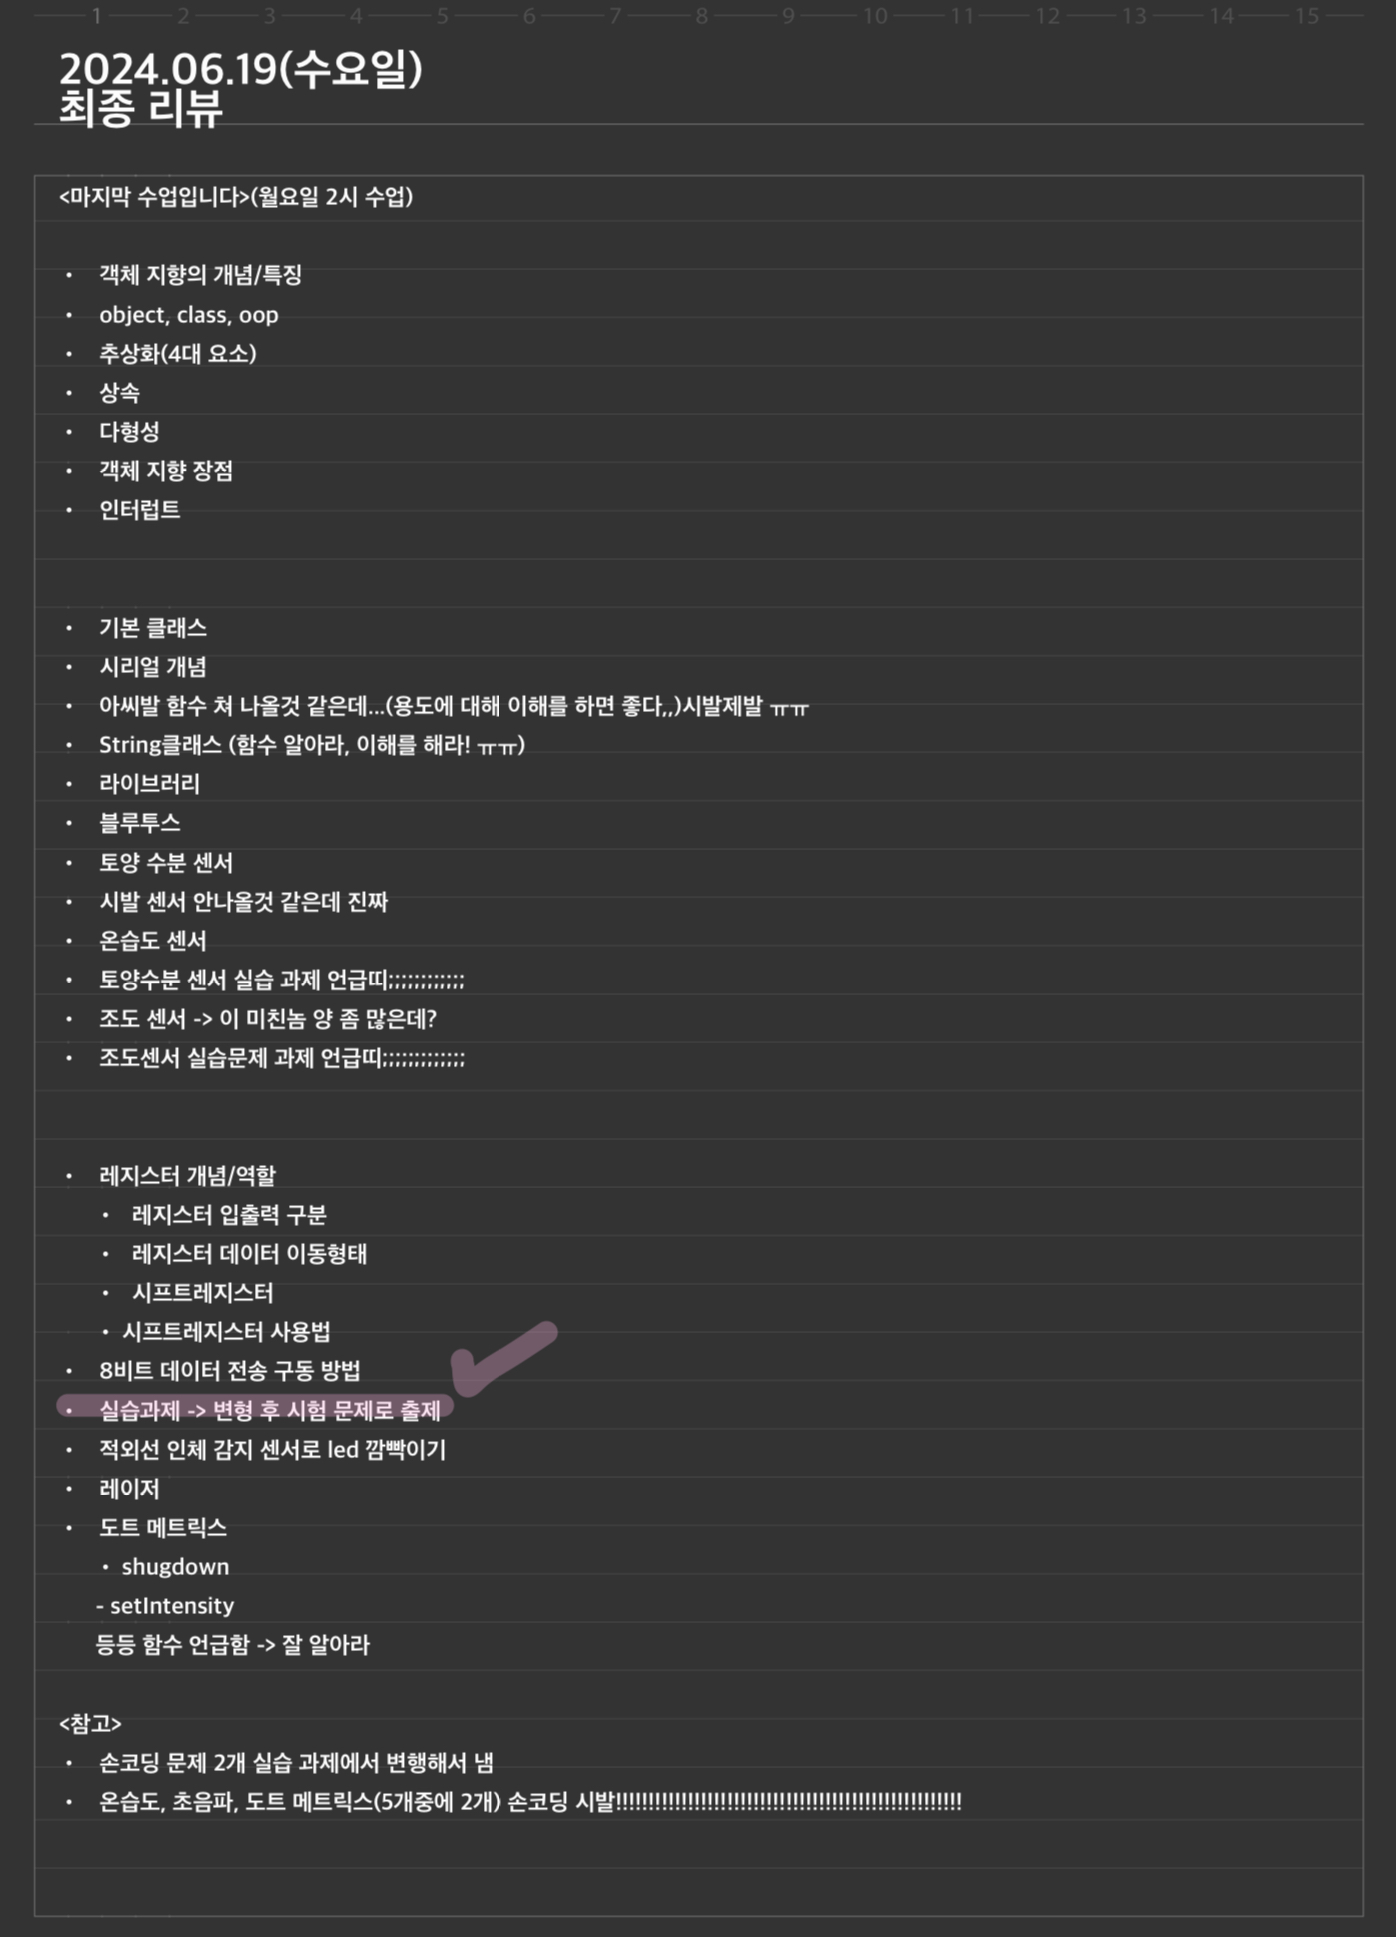 1 2 3 4 5 6 7 8 9 10 11 12 13 14 15
2024.06.19(수요일)
최종 리뷰
<마지막 수업입니다>(월요일 2시 수업)
• 객체 지향의 개념/특징
• object, class, oop
• 추상화(4대 요소)
• 상속
• 다형성
• 객체 지향 장점
• 인터럽트
• 기본 클래스
• 시리얼 개념
• 아씨발 함수 쳐 나올것 같은데...(용도에 대해 이해를 하면 좋다,,)시발제발 ㅠㅠ
• String클래스 (함수 알아라, 이해를 해라! ㅠㅠ)
• 라이브러리
• 블루투스
• 토양 수분 센서
• 시발 센서 안나올것 같은데 진짜
• 온습도 센서
• 토양수분 센서 실습 과제 언급띠;;;;;;;;;;;;
• 조도 센서 -> 이 미친놈 양 좀 많은데?
• 조도센서 실습문제 과제 언급띠;;;;;;;;;;;;;
• 레지스터 개념/역할
• 레지스터 입출력 구분
• 레지스터 데이터 이동형태
• 시프트레지스터
• 시프트레지스터 사용법
• 8비트 데이터 전송 구동 방법
• 실습과제 -> 변형 후 시험 문제로 출제
• 적외선 인체 감지 센서로 led 깜빡이기
• 레이저
• 도트 메트릭스
• shugdown
- setIntensity
등등 함수 언급함 -> 잘 알아라
<참고>
• 손코딩 문제 2개 실습 과제에서 변행해서 냄
• 온습도, 초음파, 도트 메트릭스(5개중에 2개) 손코딩 시발!!!!!!!!!!!!!!!!!!!!!!!!!!!!!!!!!!!!!!!!!!!!!!!!!!!!!